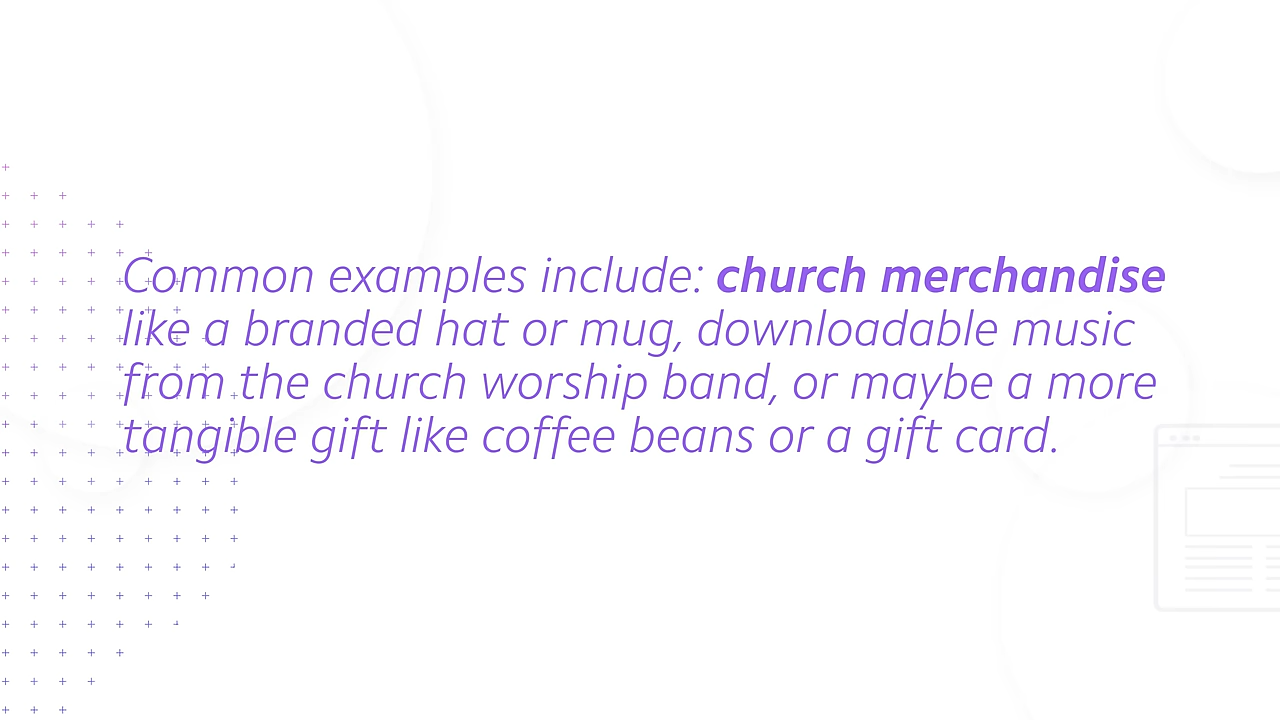 Common examples include: church merchandise
like a branded hat or mug, downloadable music
from the church worship band, or maybe a more
tangible gift like coffee beans or a gift card.